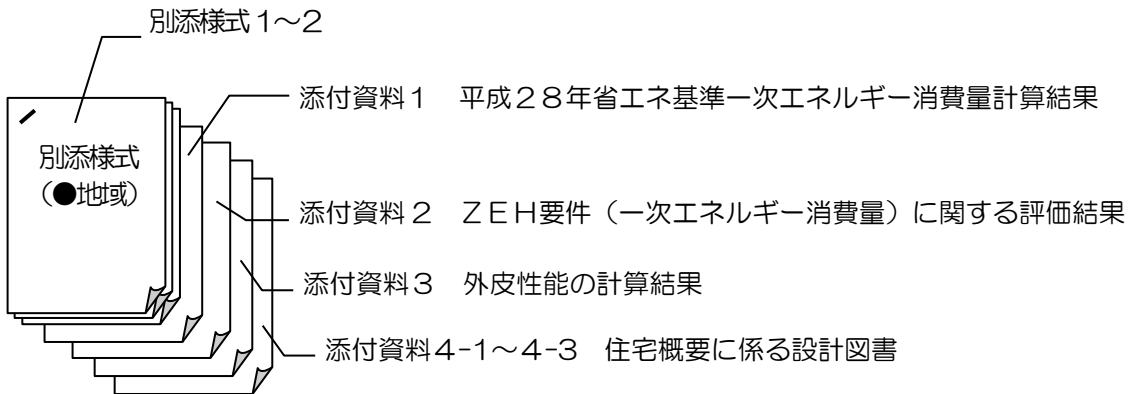 別添様式1~2
添付資料1 平成28年省エネ基準一次エネルギー消費量計算結果
別添様式
(●地域)
添付資料2 ZEH要件(一次エネルギー消費量)に関する評価結果
添付資料3 外皮性能の計算結果
添付資料4-1~4-3 住宅概要に係る設計図書